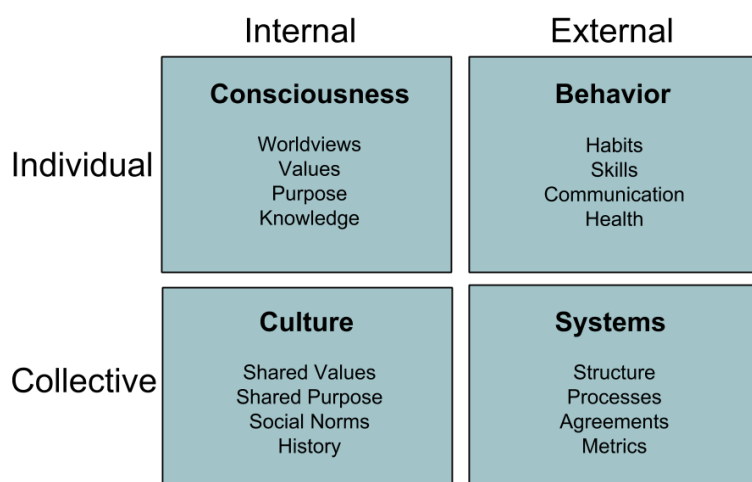 Internal
External
Individual
Consciousness
Worldviews
Values
Purpose
Knowledge
Behavior
Habits
Skills
Communication
Health
Collective
Culture
Shared Values
Shared Purpose
Social Norms
History
Systems
Structure
Processes
Agreements
Metrics